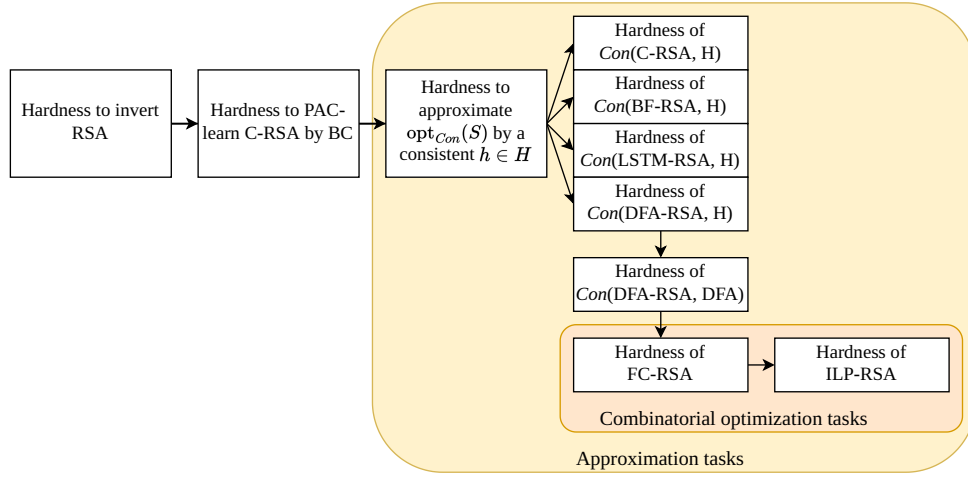 Hardness to invert
RSA
Hardness to PAC-
learn C-RSA by BC
Hardness to
approximate
opt_{Con}(S) by a
consistent h ∈ H
Hardness of
Con(C-RSA, H)
Hardness of
Con(BF-RSA, H)
Hardness of
Con(LSTM-RSA, H)
Hardness of
Con(DFA-RSA, H)
Hardness of
Con(DFA-RSA, DFA)
Hardness of
FC-RSA
Hardness of
ILP-RSA
Combinatorial optimization tasks
Approximation tasks